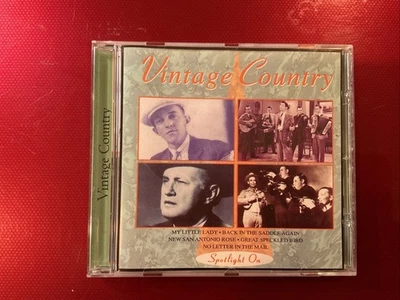 Vintage Country
Vintage Country
MY LITTLE LADY • BACK IN THE SADDLE AGAIN
NEW SAN ANTONIO ROSE • GREAT SPECKLED BIRD
NO LETTER IN THE MAIL
Spotlight On